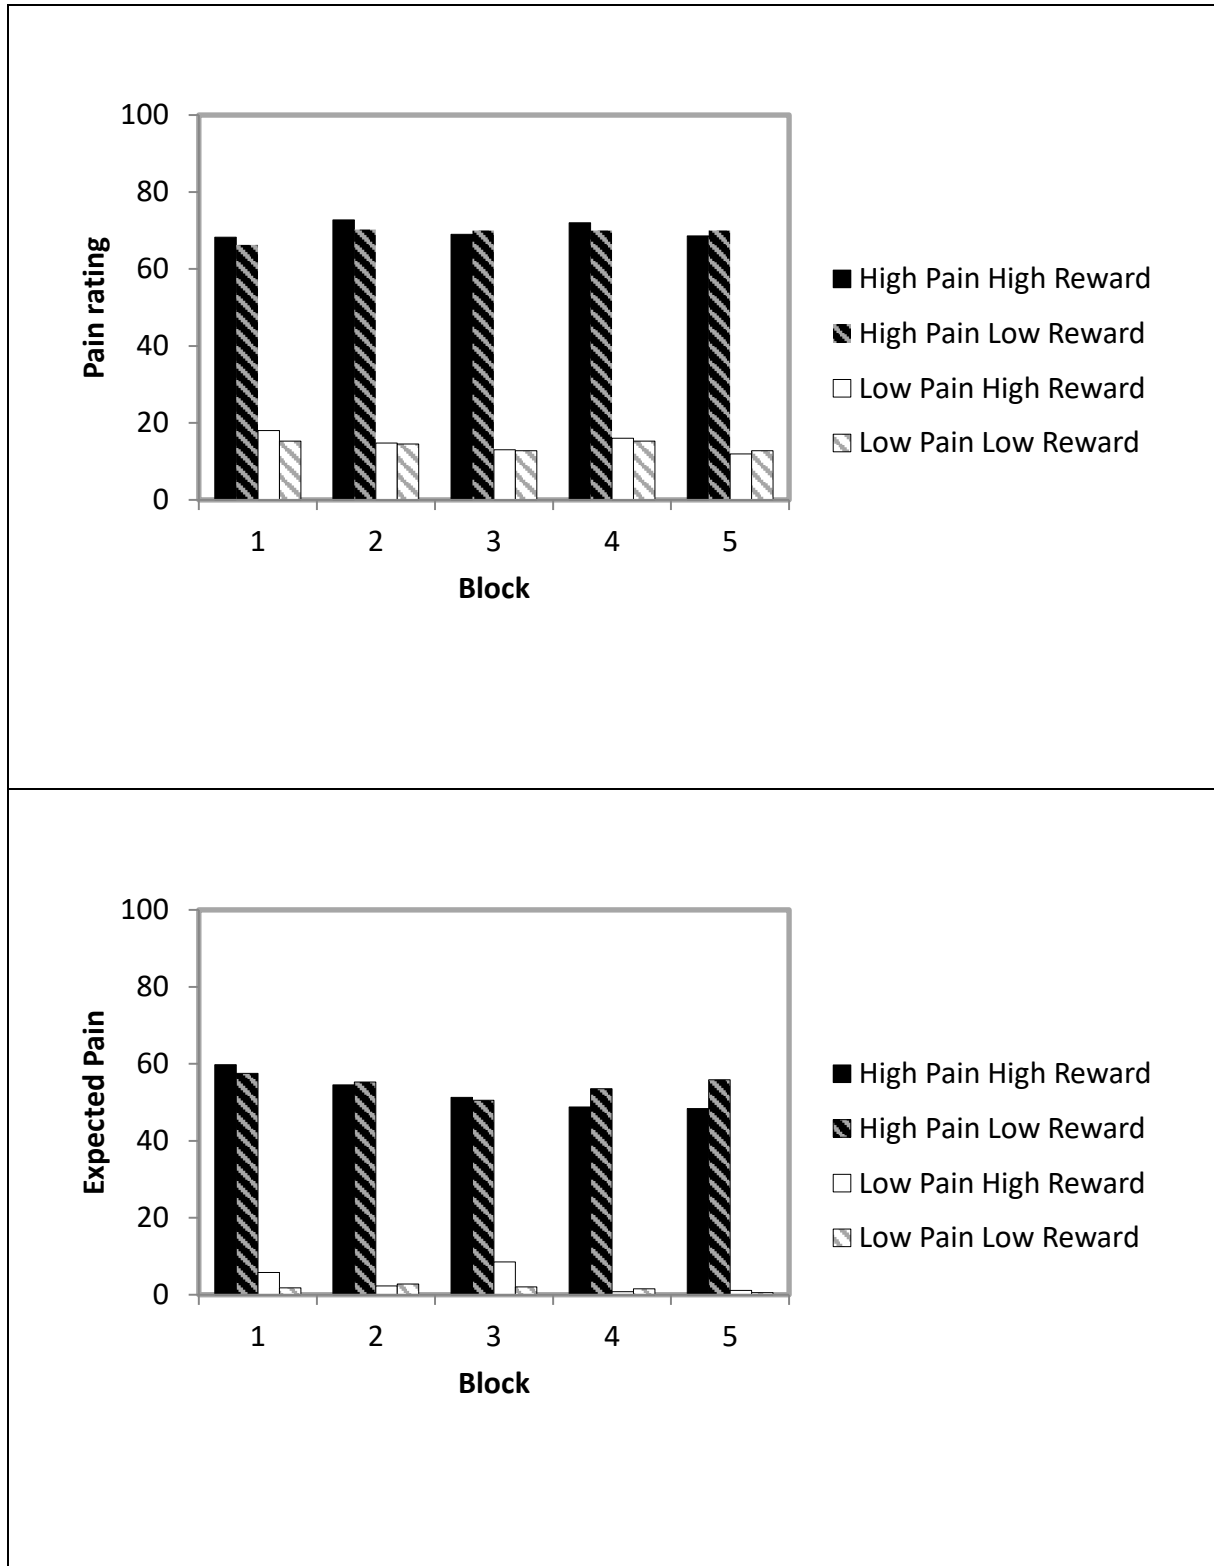 100
80
60
40
20
0
Pain rating
1 2 3 4 5
Block
High Pain High Reward
High Pain Low Reward
Low Pain High Reward
Low Pain Low Reward
100
80
60
40
20
0
Expected Pain
1 2 3 4 5
Block
High Pain High Reward
High Pain Low Reward
Low Pain High Reward
Low Pain Low Reward